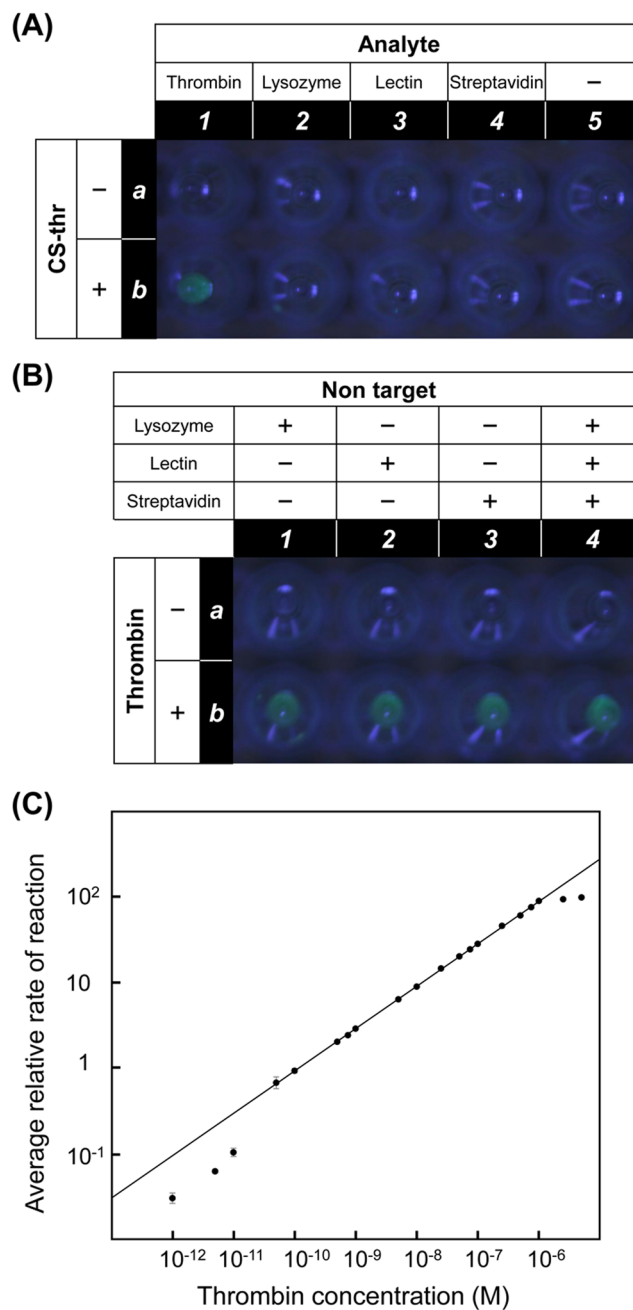 (A)
Analyte
Thrombin Lysozyme Lectin Streptavidin −
1 2 3 4 5
CS-thr
− a
+ b
(B)
Non target
Lysozyme + − − +
Lectin − + − +
Streptavidin − − + +
1 2 3 4
Thrombin
− a
+ b
(C)
Average relative rate of reaction
10²
10
1
10⁻¹
10⁻¹² 10⁻¹¹ 10⁻¹⁰ 10⁻⁹ 10⁻⁸ 10⁻⁷ 10⁻⁶
Thrombin concentration (M)